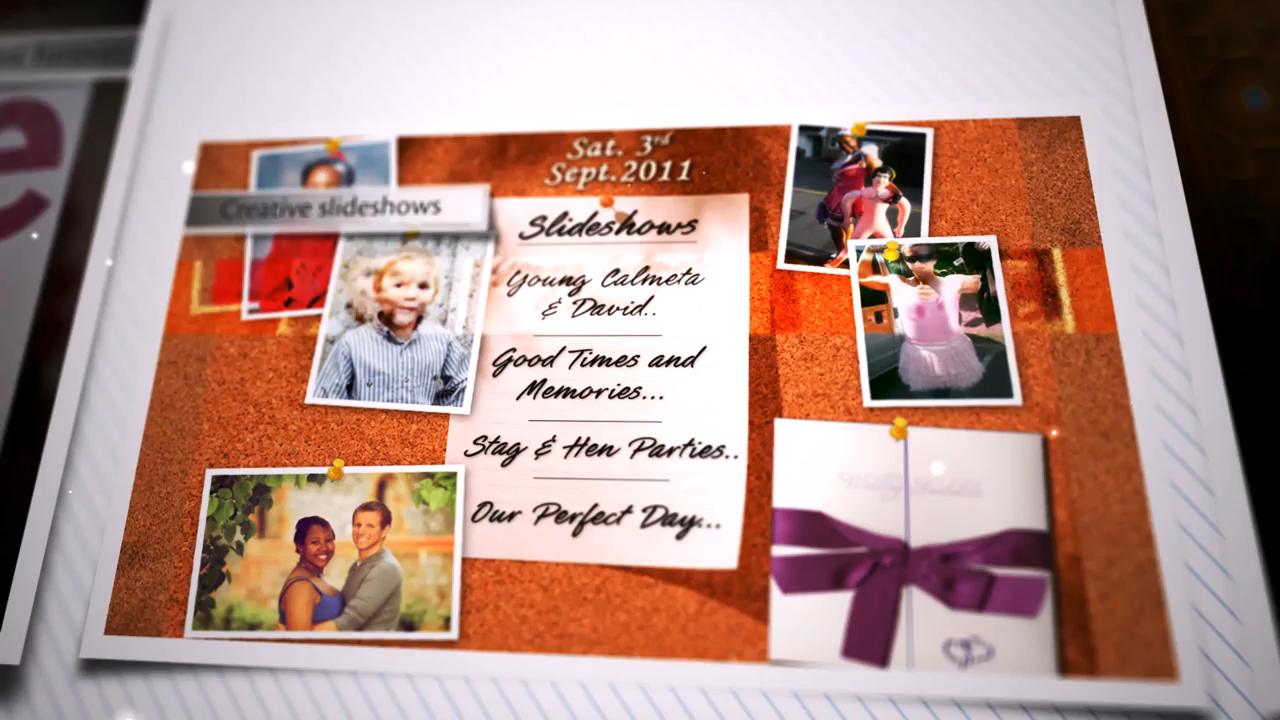 Sat. 3rd
Sept.2011
Creative slideshows
Slideshows
Young Calmeta
& David..
Good Times and
Memories...
Stag & Hen Parties..
Our Perfect Day...